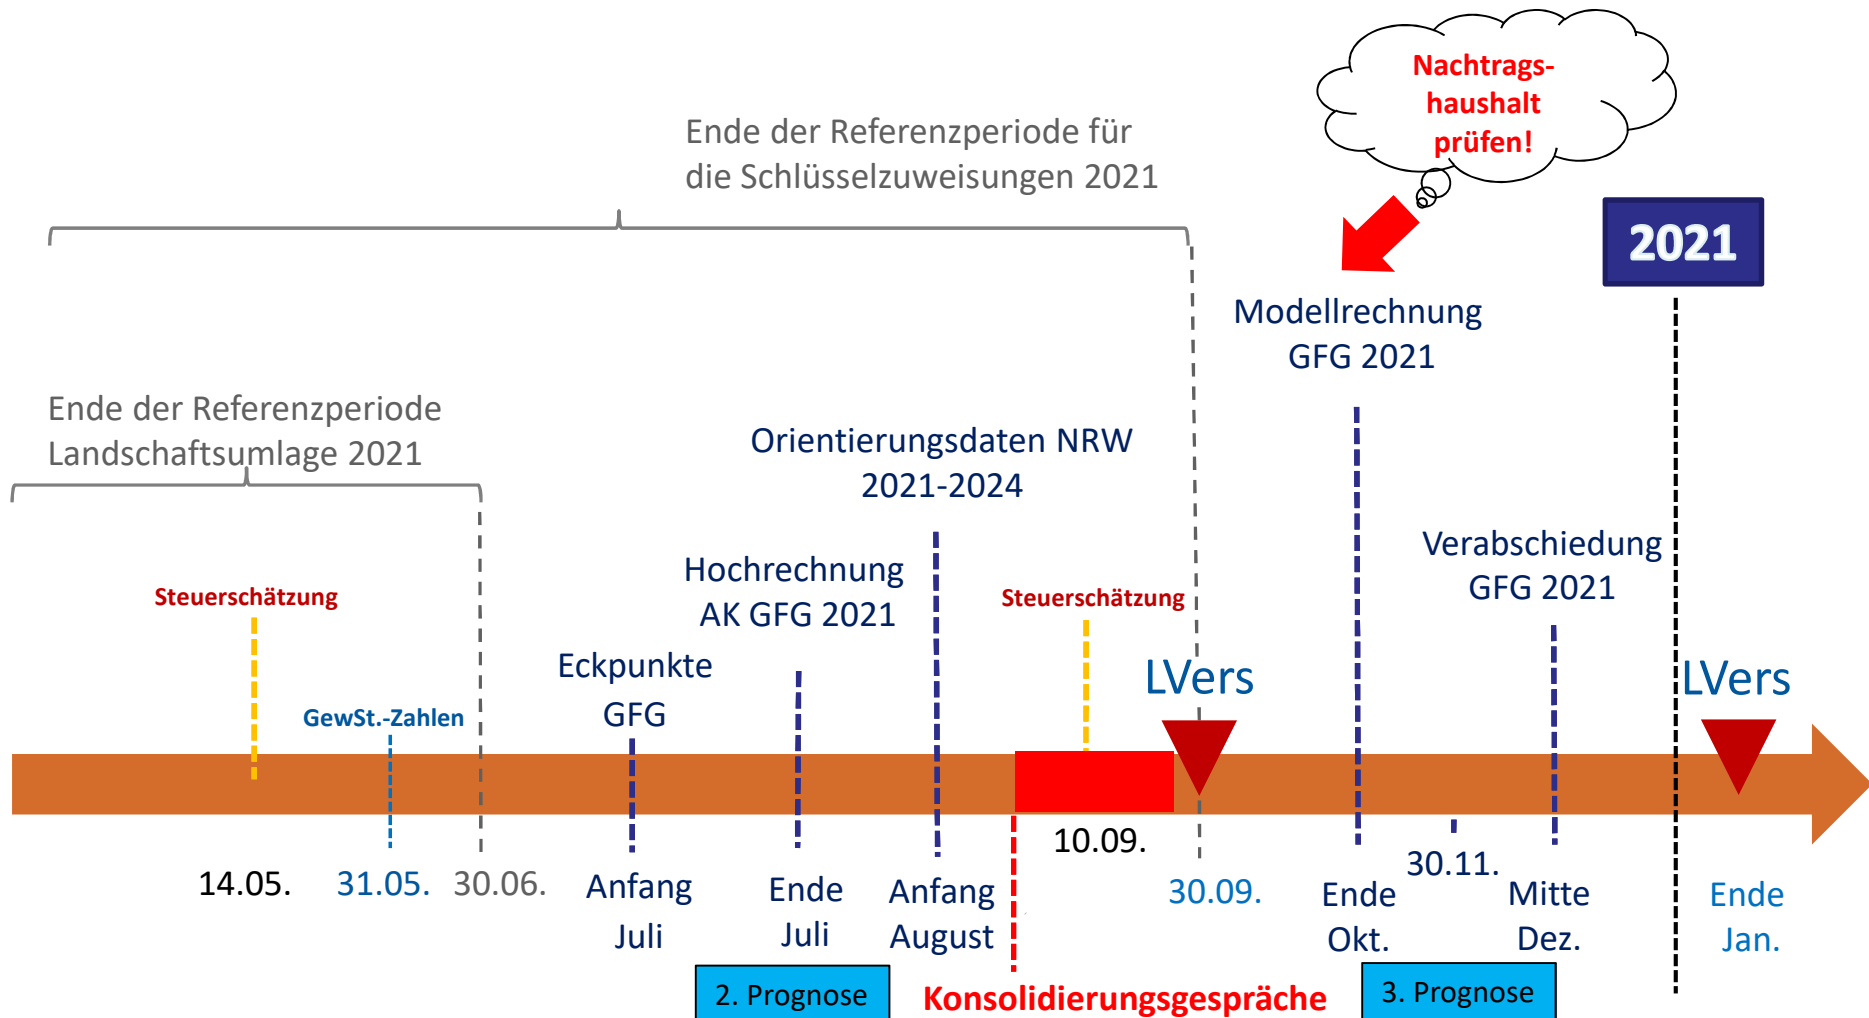 Nachtrags-
haushalt
prüfen!
Ende der Referenzperiode für
die Schlüsselzuweisungen 2021
2021
Modellrechnung
GFG 2021
Ende der Referenzperiode
Landschaftsumlage 2021
Orientierungsdaten NRW
2021-2024
Verabschiedung
GFG 2021
Hochrechnung
AK GFG 2021
Steuerschätzung
Steuerschätzung
Eckpunkte
GFG
LVers
LVers
GewSt.-Zahlen
14.05.
31.05.
30.06.
Anfang
Juli
Ende
Juli
Anfang
August
10.09.
30.09.
Ende
Okt.
30.11.
Mitte
Dez.
Ende
Jan.
2. Prognose
Konsolidierungsgespräche
3. Prognose